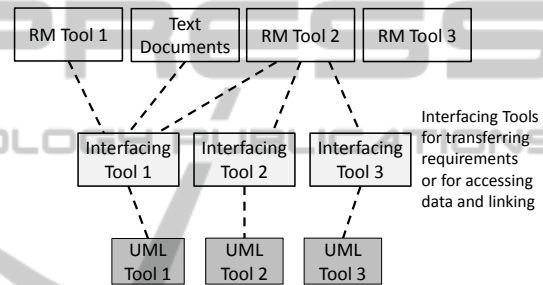 RM Tool 1
Text
Documents
RM Tool 2
RM Tool 3
Interfacing
Tool 1
Interfacing
Tool 2
Interfacing
Tool 3
Interfacing Tools
for transferring
requirements
or for accessing
data and linking
UML
Tool 1
UML
Tool 2
UML
Tool 3